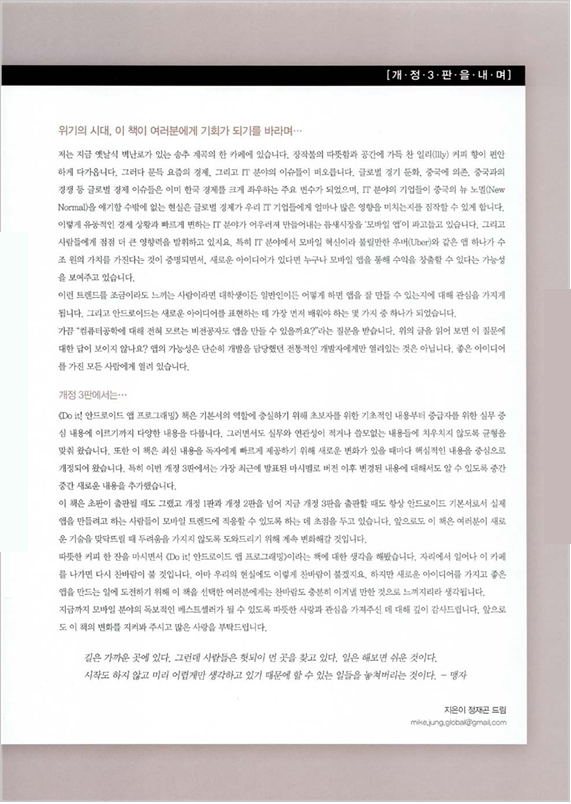 [개·정·3·판·을·내·며]
위기의 시대, 이 책이 여러분에게 기회가 되기를 바라며…
저는 지금 옛날식 벽난로가 있는 송추 계곡의 한 카페에 있습니다. 장작불의 따뜻함과 공간에 가득 찬 일리(Illy) 커피 향이 편안
하게 다가옵니다. 그러다 문득 요즘의 경제, 그리고 IT 분야의 이슈들이 떠오릅니다. 글로벌 경기 둔화, 중국에 의존, 중국과의
경쟁 등 글로벌 경제 이슈들은 이미 한국 경제를 크게 좌우하는 주요 변수가 되었으며, IT 분야의 기업들이 중국의 뉴 노멀(New
Normal)을 얘기할 수밖에 없는 현실은 글로벌 경제가 우리 IT 기업들에게 얼마나 많은 영향을 미치는지를 짐작할 수 있게 합니다.
이렇게 유동적인 경제 상황과 빠르게 변하는 IT 분야가 어우러져 만들어내는 틈새시장을 '모바일 앱'이 파고들고 있습니다. 그리고
사람들에게 점점 더 큰 영향력을 발휘하고 있지요. 특히 IT 분야에서 모바일 혁신이라 불릴만한 우버(Uber)와 같은 앱 하나가 수
조 원의 가치를 가진다는 것이 증명되면서, 새로운 아이디어가 있다면 누구나 모바일 앱을 통해 수익을 창출할 수 있다는 가능성
을 보여주고 있습니다.
이런 트렌드를 조금이라도 느끼는 사람이라면 대학생이든 일반인이든 어떻게 하면 앱을 잘 만들 수 있는지에 대해 관심을 가지게
됩니다. 그리고 안드로이드는 새로운 아이디어를 표현하는 데 가장 먼저 배워야 하는 몇 가지 중 하나가 되었습니다.
가끔 "컴퓨터공학에 대해 전혀 모르는 비전공자도 앱을 만들 수 있을까요?"라는 질문을 받습니다. 위의 글을 읽어 보면 이 질문에
대한 답이 보이지 않나요? 앱의 가능성은 단순히 개발을 담당했던 전통적인 개발자에게만 열려있는 것은 아닙니다. 좋은 아이디어
를 가진 모든 사람에게 열려 있습니다.
개정 3판에서는…
《Do it! 안드로이드 앱 프로그래밍》 책은 기본서의 역할에 충실하기 위해 초보자를 위한 기초적인 내용부터 중급자를 위한 실무 중
심 내용에 이르기까지 다양한 내용을 다룹니다. 그러면서도 실무와 연관성이 적거나 쓸모없는 내용들에 치우치지 않도록 균형을
맞춰 왔습니다. 또한 이 책은 최신 내용을 독자에게 빠르게 제공하기 위해 새로운 변화가 있을 때마다 핵심적인 내용을 중심으로
개정되어 왔습니다. 특히 이번 개정 3판에서는 가장 최근에 발표된 마시멜로 버전 이후 변경된 내용에 대해서도 알 수 있도록 중간
중간 새로운 내용을 추가했습니다.
이 책은 초판이 출판될 때도 그랬고 개정 1판과 개정 2판을 넘어 지금 개정 3판을 출판할 때도 항상 안드로이드 기본서로서 실제
앱을 만들려고 하는 사람들이 모바일 트렌드에 적응할 수 있도록 하는 데 초점을 두고 있습니다. 앞으로도 이 책은 여러분이 새로
운 기술을 맞닥뜨릴 때 두려움을 가지지 않도록 도와드리기 위해 계속 변화해갈 것입니다.
따뜻한 커피 한 잔을 마시면서 《Do it! 안드로이드 앱 프로그래밍》이라는 책에 대한 생각을 해봤습니다. 자리에서 일어나 이 카페
를 나가면 다시 찬바람이 불 것입니다. 아마 우리의 현실에도 이렇게 찬바람이 불겠지요. 하지만 새로운 아이디어를 가지고 좋은
앱을 만드는 일에 도전하기 위해 이 책을 선택한 여러분에게는 찬바람도 충분히 이겨낼 만한 것으로 느껴지리라 생각됩니다.
지금까지 모바일 분야의 독보적인 베스트셀러가 될 수 있도록 따뜻한 사랑과 관심을 가져주신 데 대해 깊이 감사드립니다. 앞으로
도 이 책의 변화를 지켜봐 주시고 많은 사랑을 부탁드립니다.
길은 가까운 곳에 있다. 그런데 사람들은 헛되이 먼 곳을 찾고 있다. 일은 해보면 쉬운 것이다.
시작도 하지 않고 미리 어렵게만 생각하고 있기 때문에 할 수 있는 일들을 놓쳐버리는 것이다. - 맹자
지은이 정재곤 드림
mike.jung.global@gmail.com